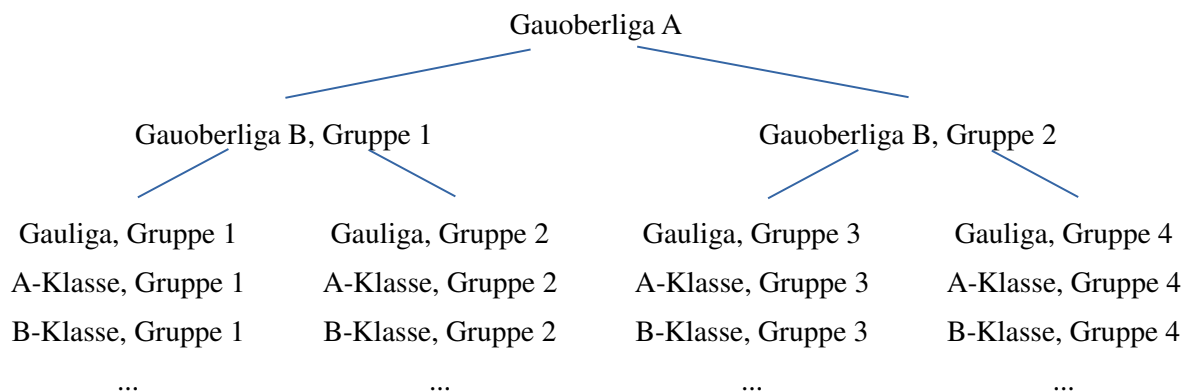 Gauoberliga A
Gauoberliga B, Gruppe 1 Gauoberliga B, Gruppe 2
Gauliga, Gruppe 1 Gauliga, Gruppe 2 Gauliga, Gruppe 3 Gauliga, Gruppe 4
A-Klasse, Gruppe 1 A-Klasse, Gruppe 2 A-Klasse, Gruppe 3 A-Klasse, Gruppe 4
B-Klasse, Gruppe 1 B-Klasse, Gruppe 2 B-Klasse, Gruppe 3 B-Klasse, Gruppe 4
... ... ... ...